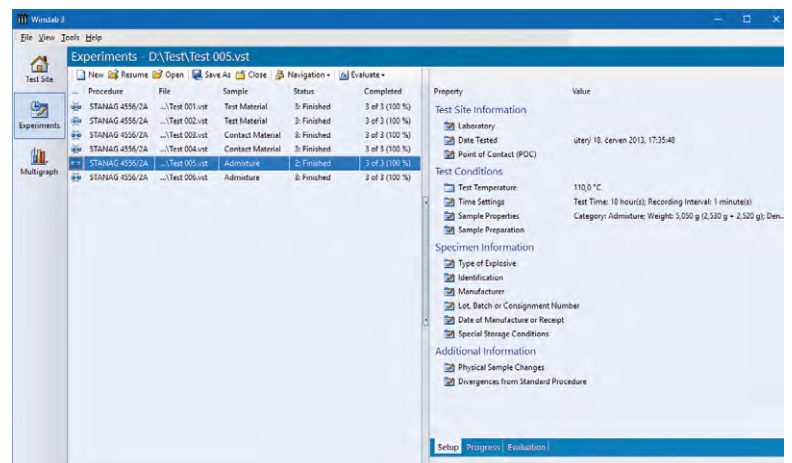 Winstab 3
File View Tools Help
Experiments - D:\Test\Test 005.vst
Test Site
Experiments
Multigraph
New Resume Open Save As Close Navigation Evaluate
... Procedure File Sample Status Completed
STANAG 4556/2A ...\Test 001.vst Test Material 3: Finished 3 of 3 (100 %)
STANAG 4556/2A ...\Test 002.vst Test Material 3: Finished 3 of 3 (100 %)
STANAG 4556/2A ...\Test 003.vst Contact Material 3: Finished 3 of 3 (100 %)
STANAG 4556/2A ...\Test 004.vst Contact Material 3: Finished 3 of 3 (100 %)
STANAG 4556/2A ...\Test 005.vst Admixture 2: Finished 3 of 3 (100 %)
STANAG 4556/2A ...\Test 006.vst Admixture 3: Finished 3 of 3 (100 %)
Property Value
Test Site Information
Laboratory
Date Tested úterý 18. červen 2013, 17:35:48
Point of Contact (POC)
Test Conditions
Test Temperature 110,0 °C
Time Settings Test Time: 18 hour(s); Recording Interval: 1 minute(s)
Sample Properties Category: Admixture; Weight: 5,050 g (2,530 g + 2,520 g); Den...
Sample Preparation
Specimen Information
Type of Explosive
Identification
Manufacturer
Lot, Batch or Consignment Number
Date of Manufacture or Receipt
Special Storage Conditions
Additional Information
Physical Sample Changes
Divergences from Standard Procedure
Setup Progress Evaluation